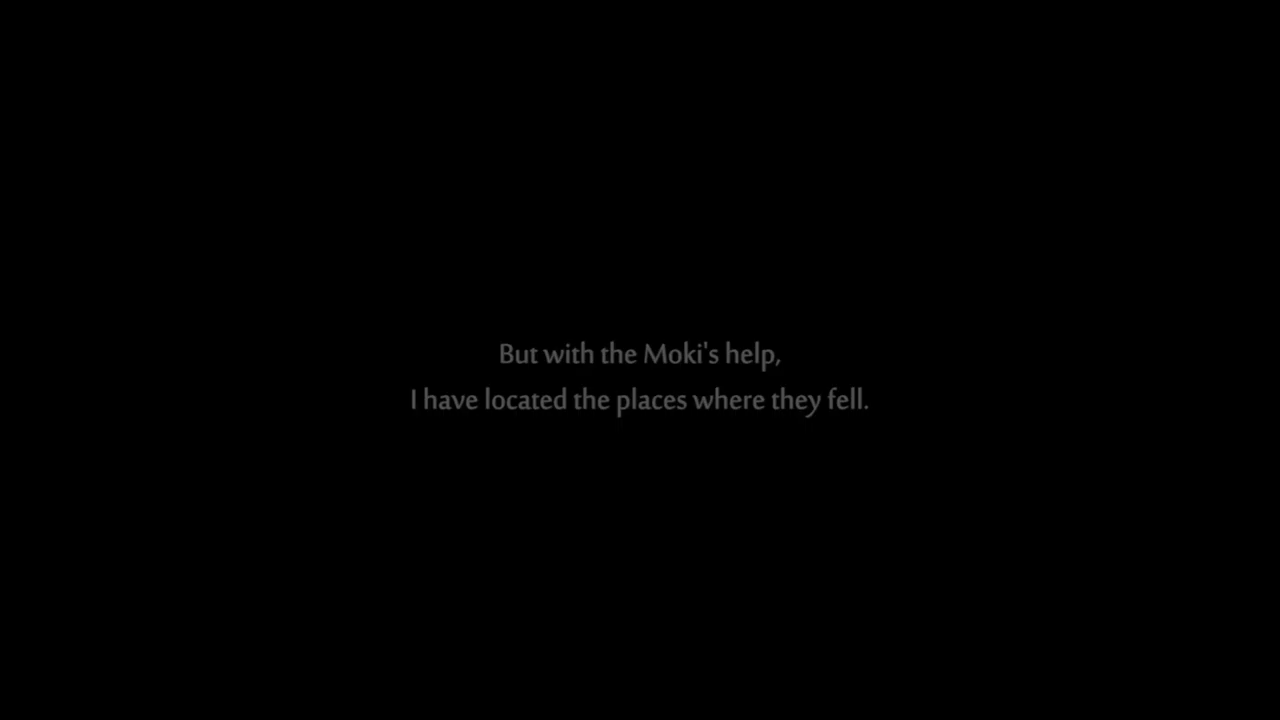 But with the Moki's help,
I have located the places where they fell.